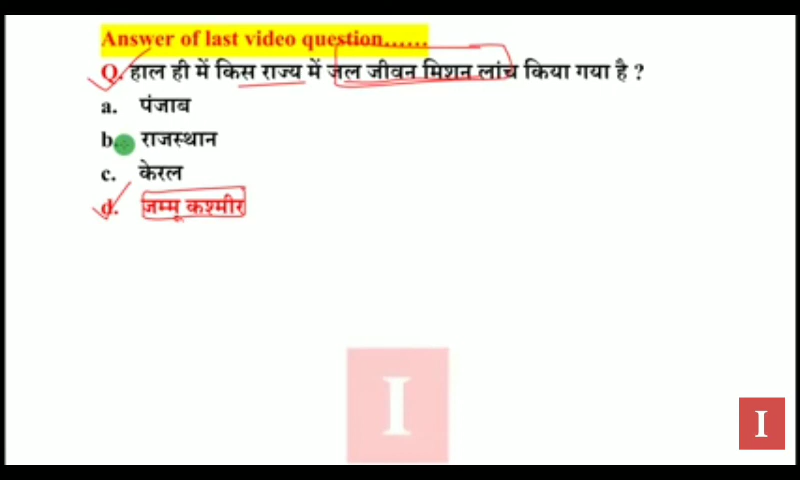 Answer of last video question......
Q. हाल ही में किस राज्य में जल जीवन मिशन लांच किया गया है ?
a. पंजाब
b. राजस्थान
c. केरल
d. जम्मू कश्मीर
I
I